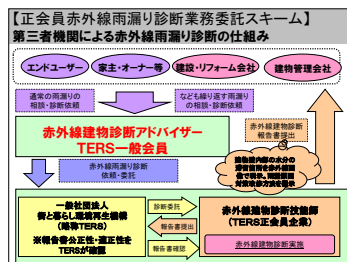 【正会員赤外線雨漏り診断業務委託スキーム】
第三者機関による赤外線雨漏り診断の仕組み
エンドユーザー
家主・オーナー等
建設・リフォーム会社
建物管理会社
通常の雨漏りの
相談・診断依頼
なども繰り返す雨漏り
の相談・診断依頼
赤外線建物診断
報告書提出
赤外線建物診断アドバイザー
TERS一般会員
赤外線雨漏り診断
依頼・委託
一般社団法人
街と暮らし環境再生機構
（略称TERS）
※報告書公正性・適正性を
TERSが確認
診断委託
報告書提出
報告書確認
赤外線建物診断技能師
（TERS正会員企業）
赤外線建物診断実施